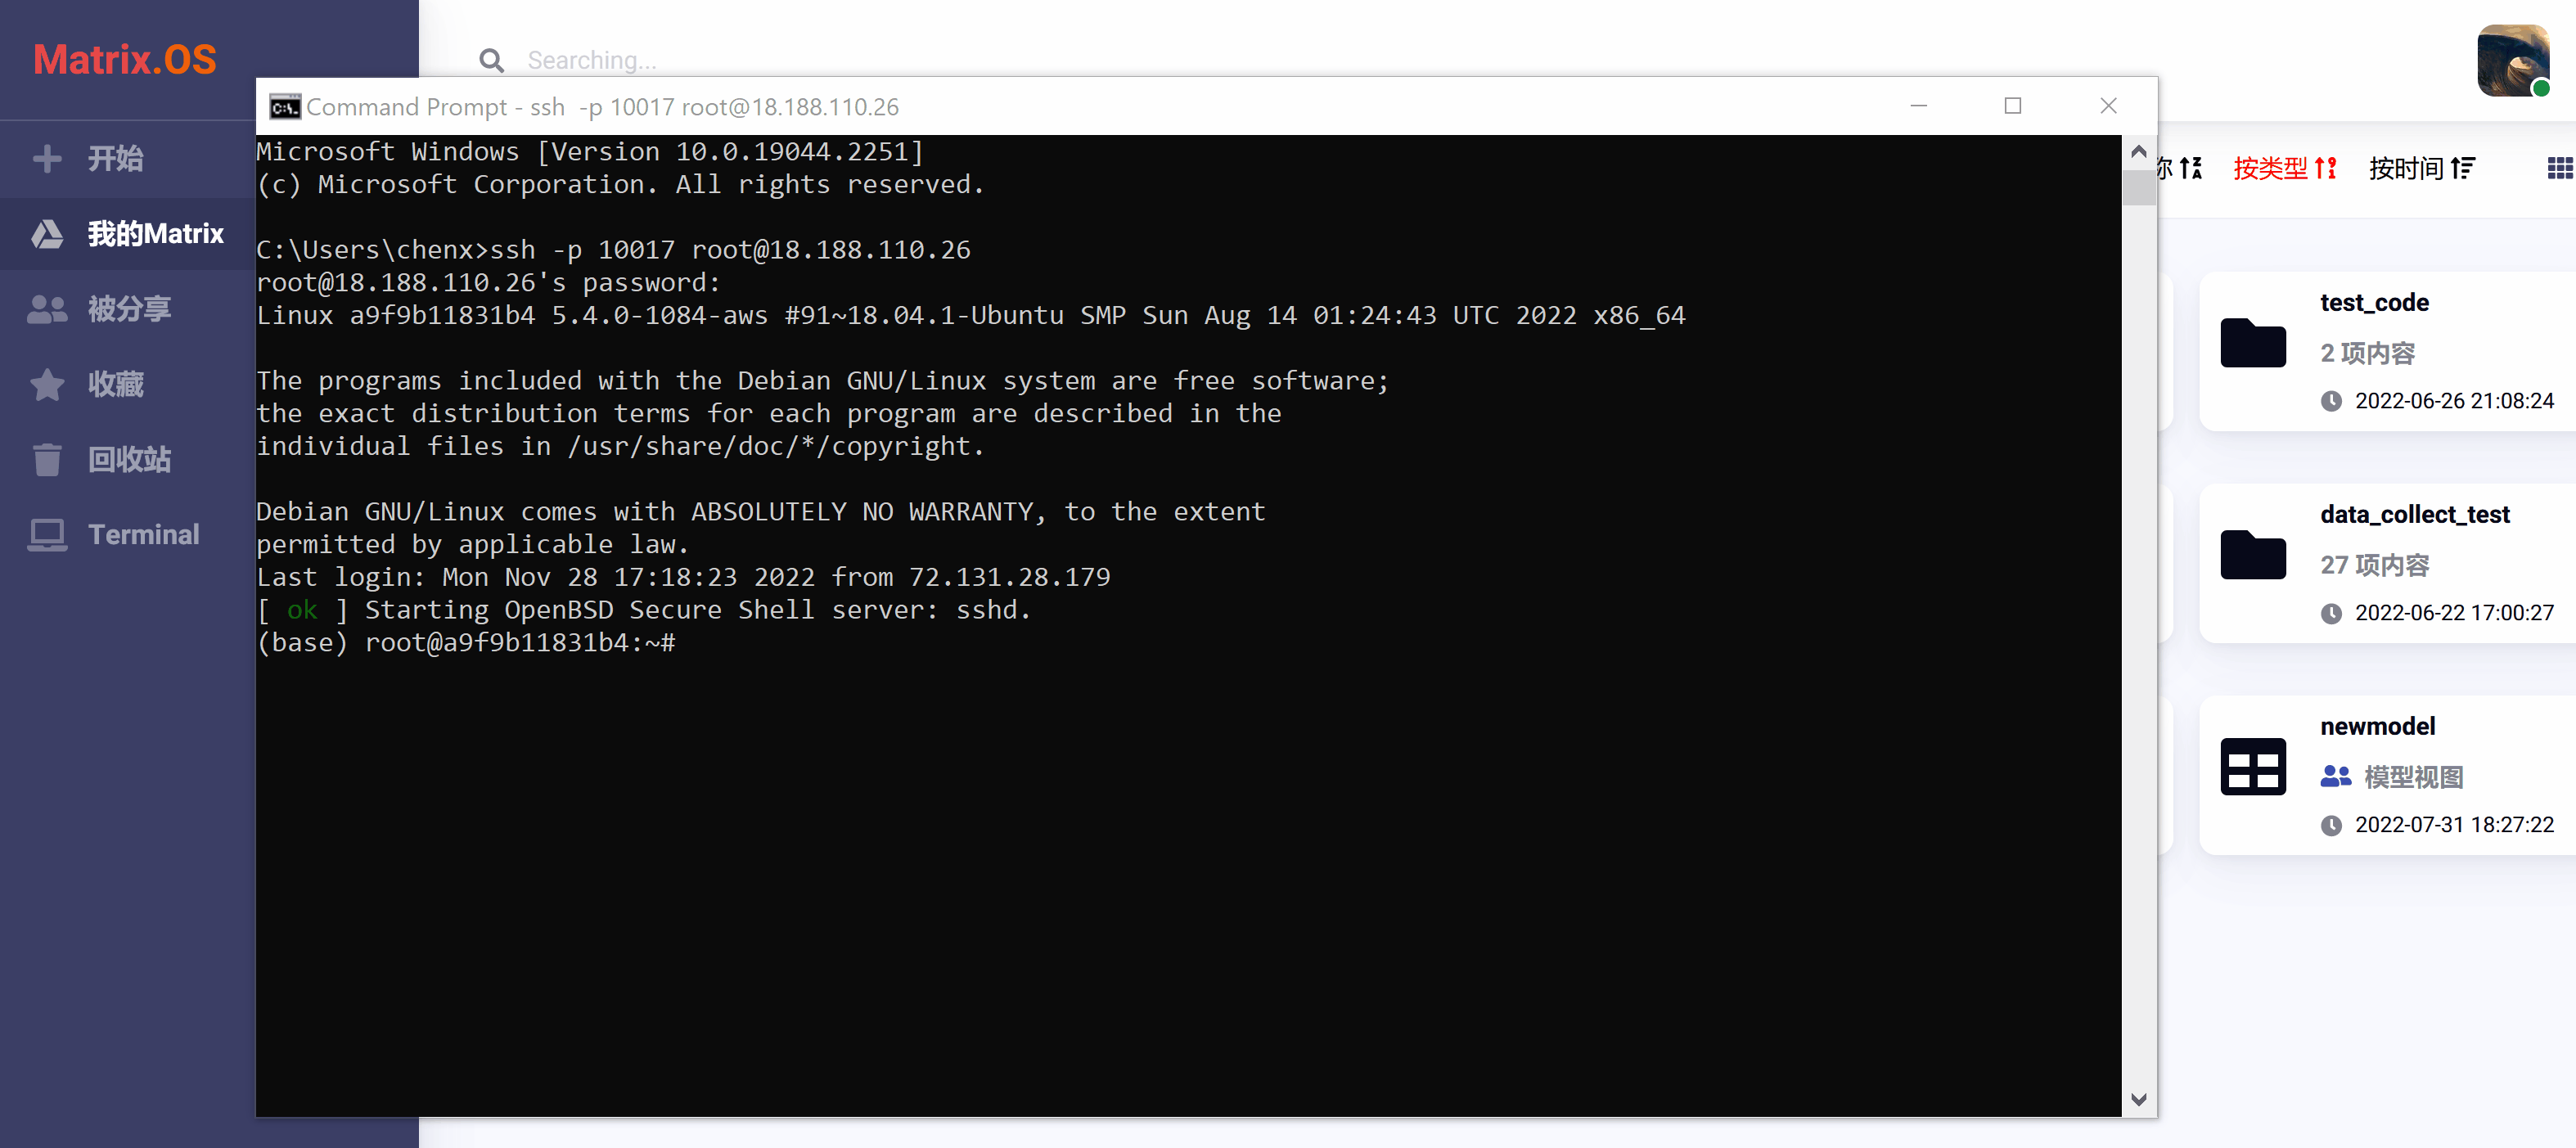 Matrix.OS
Searching...
开始
我的Matrix
被分享
收藏
回收站
Terminal
Command Prompt - ssh  -p 10017 root@18.188.110.26
Microsoft Windows [Version 10.0.19044.2251]
(c) Microsoft Corporation. All rights reserved.
C:\Users\chenx>ssh -p 10017 root@18.188.110.26
root@18.188.110.26's password:
Linux a9f9b11831b4 5.4.0-1084-aws #91~18.04.1-Ubuntu SMP Sun Aug 14 01:24:43 UTC 2022 x86_64
The programs included with the Debian GNU/Linux system are free software;
the exact distribution terms for each program are described in the
individual files in /usr/share/doc/*/copyright.
Debian GNU/Linux comes with ABSOLUTELY NO WARRANTY, to the extent
permitted by applicable law.
Last login: Mon Nov 28 17:18:23 2022 from 72.131.28.179
[ ok ] Starting OpenBSD Secure Shell server: sshd.
(base) root@a9f9b11831b4:~#
称 按类型 按时间
test_code
2 项内容
2022-06-26 21:08:24
data_collect_test
27 项内容
2022-06-22 17:00:27
newmodel
模型视图
2022-07-31 18:27:22